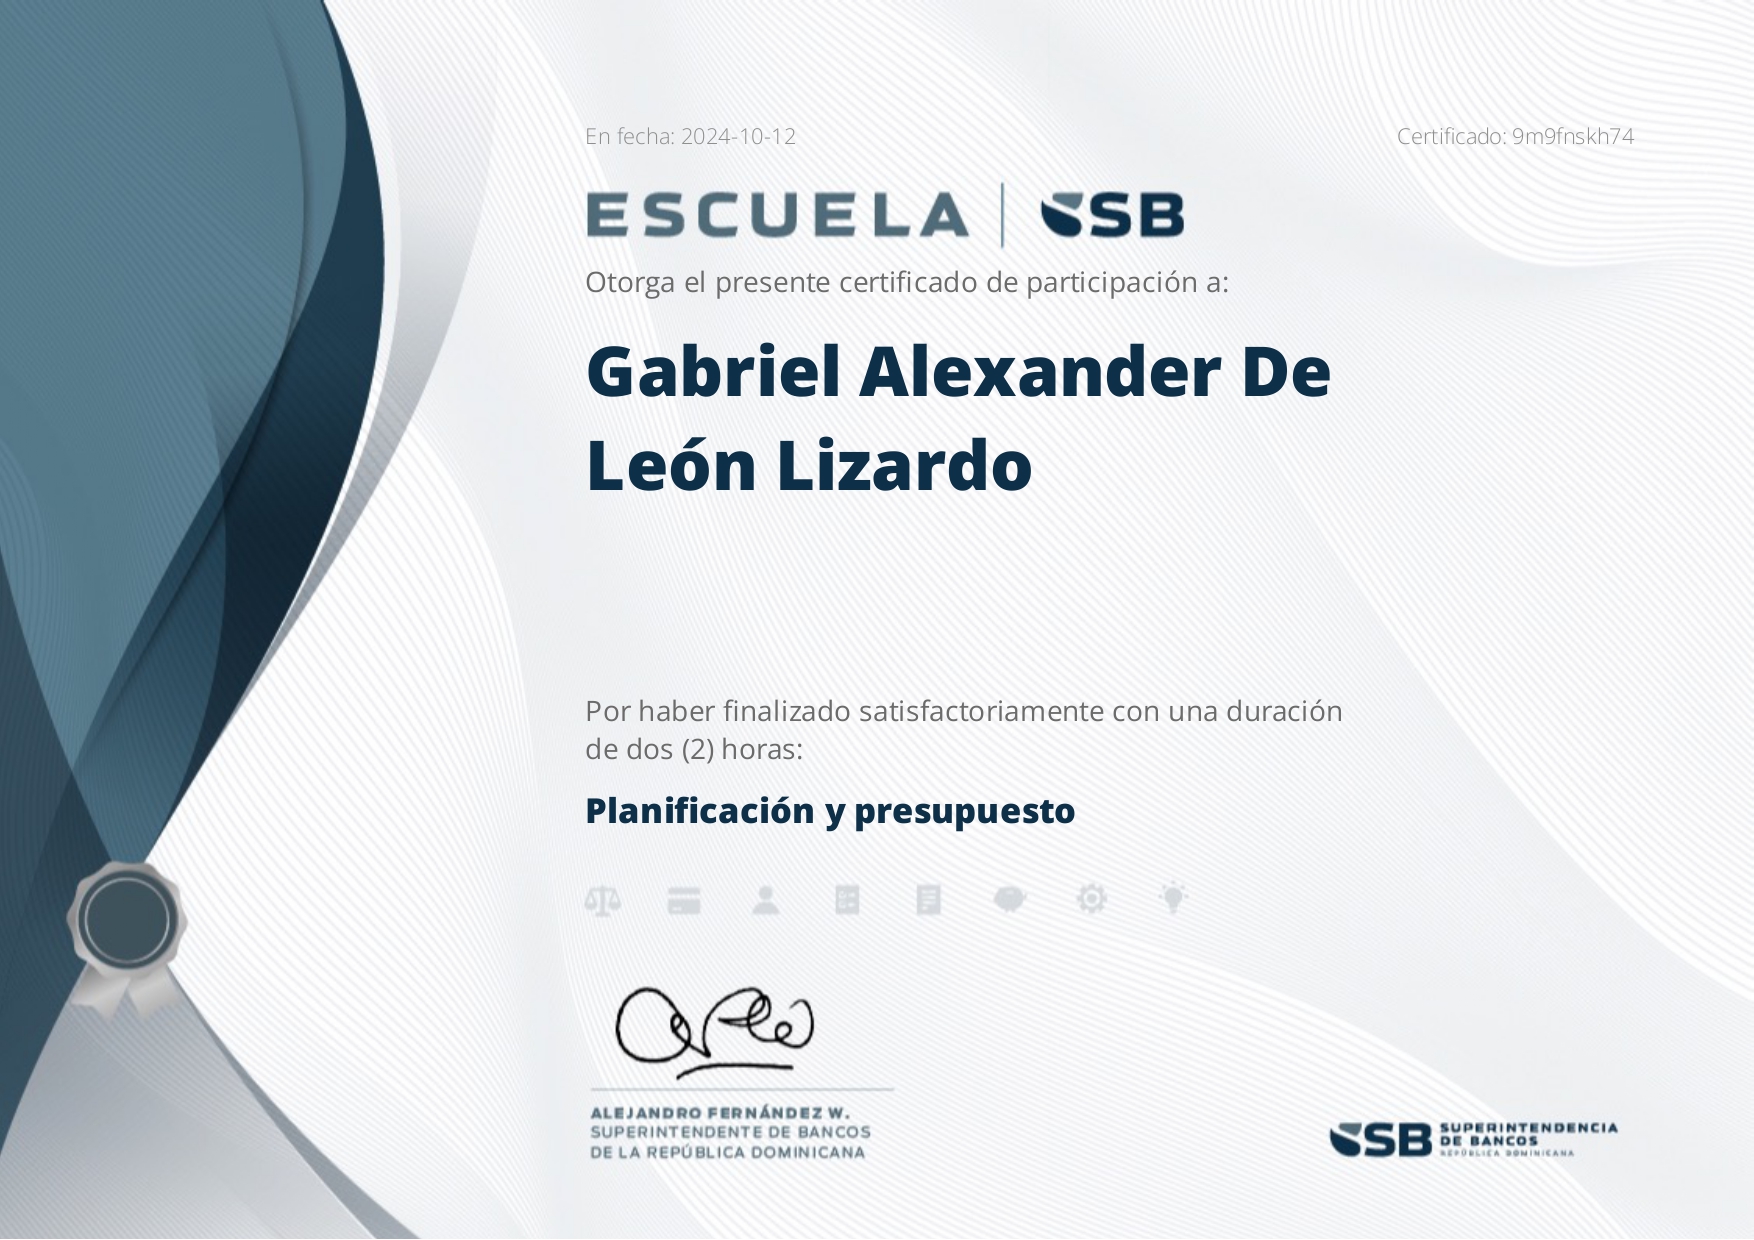 En fecha: 2024-10-12
Certificado: 9m9fnskh74
ESCUELA SB
Otorga el presente certificado de participación a:
Gabriel Alexander De
León Lizardo
Por haber finalizado satisfactoriamente con una duración
de dos (2) horas:
Planificación y presupuesto
ALEJANDRO FERNÁNDEZ W.
SUPERINTENDENTE DE BANCOS
DE LA REPÚBLICA DOMINICANA
SB SUPERINTENDENCIA
DE BANCOS
REPÚBLICA DOMINICANA